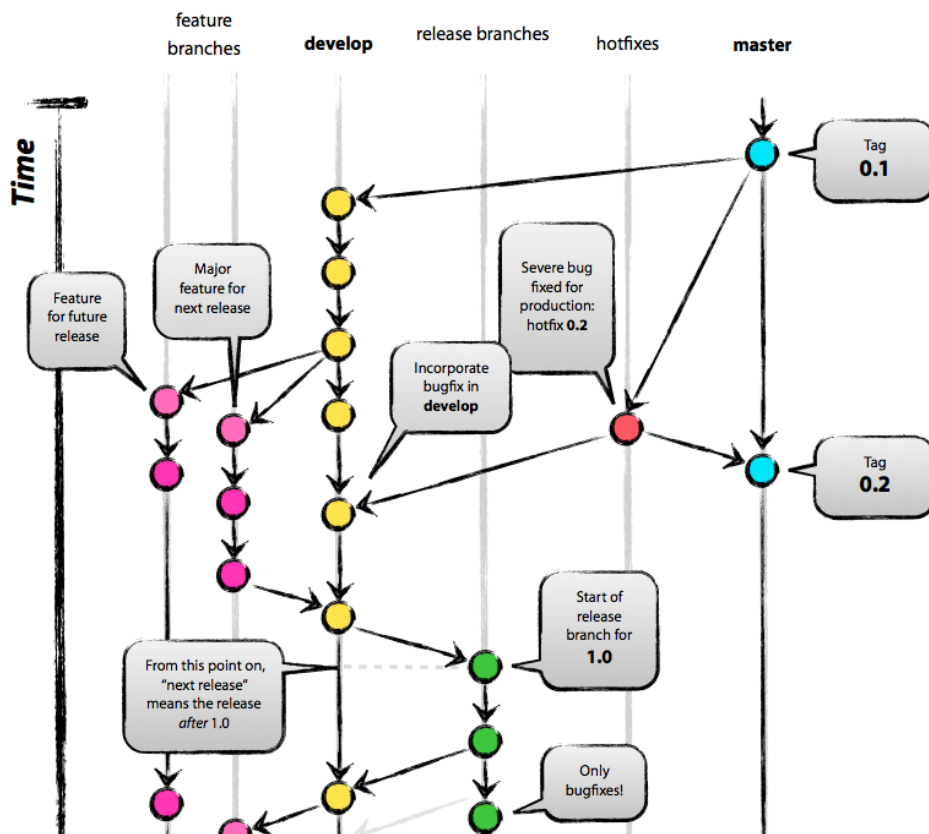 feature
branches
develop
release branches
hotfixes
master
Time
Tag
0.1
Severe bug
fixed for
production:
hotfix 0.2
Major
feature for
next release
Feature
for future
release
Incorporate
bugfix in
develop
Tag
0.2
Start of
release
branch for
1.0
From this point on,
“next release”
means the release
after 1.0
Only
bugfixes!